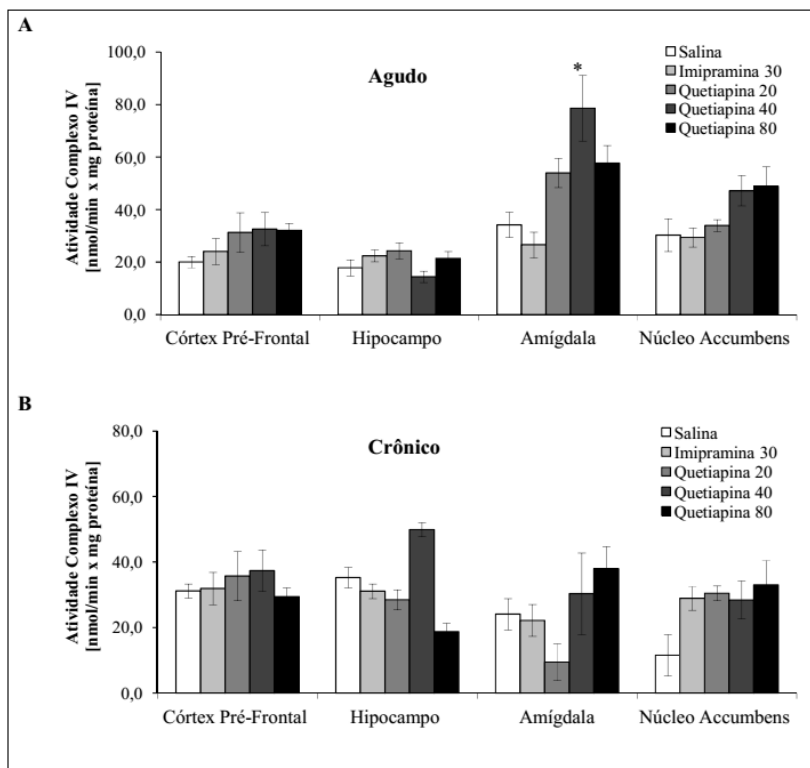 A
Agudo
Atividade Complexo IV
[nmol/min x mg proteína]
100,0
80,0
60,0
40,0
20,0
0,0
*
Salina
Imipramina 30
Quetiapina 20
Quetiapina 40
Quetiapina 80
Córtex Pré-Frontal Hipocampo Amígdala Núcleo Accumbens
B
Crônico
Atividade Complexo IV
[nmol/min x mg proteína]
80,0
60,0
40,0
20,0
0,0
Salina
Imipramina 30
Quetiapina 20
Quetiapina 40
Quetiapina 80
Córtex Pré-Frontal Hipocampo Amígdala Núcleo Accumbens